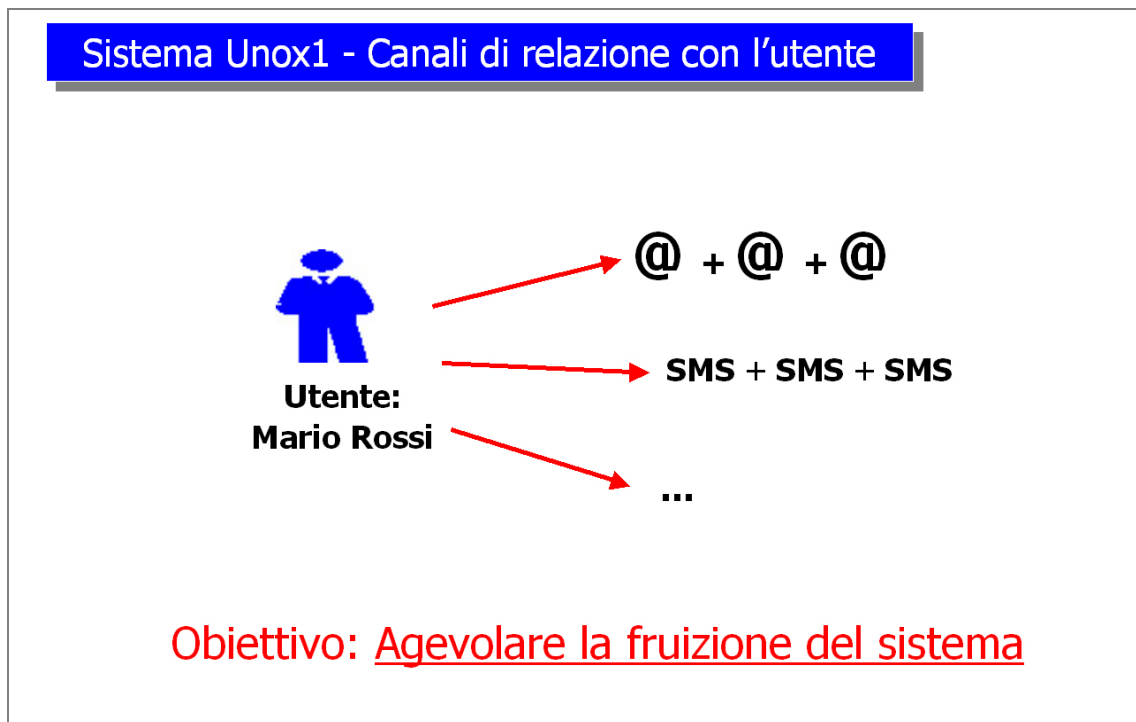 Sistema Unox1 - Canali di relazione con l'utente
@ + @ + @
SMS + SMS + SMS
Utente:
Mario Rossi
...
Obiettivo: Agevolare la fruizione del sistema